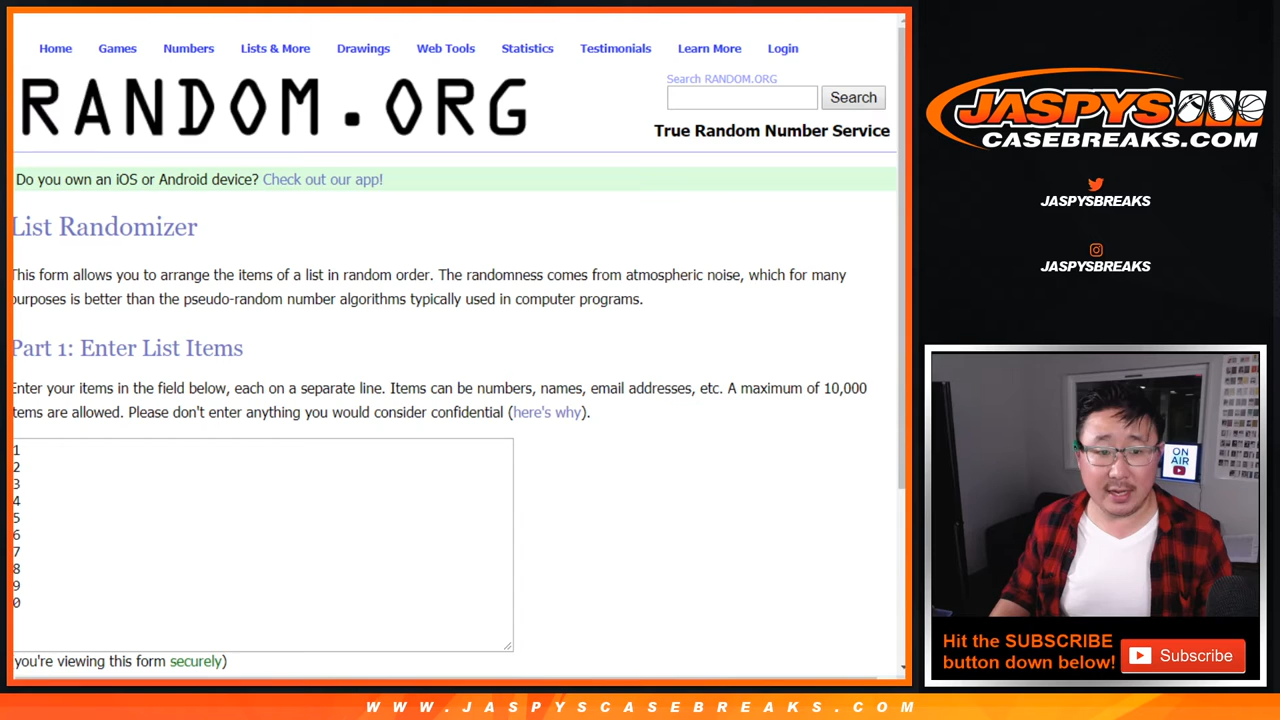 Home Games Numbers Lists & More Drawings Web Tools Statistics Testimonials Learn More Login
RANDOM.ORG
Search RANDOM.ORG
Search
True Random Number Service
Do you own an iOS or Android device? Check out our app!
List Randomizer
This form allows you to arrange the items of a list in random order. The randomness comes from atmospheric noise, which for many
purposes is better than the pseudo-random number algorithms typically used in computer programs.
Part 1: Enter List Items
Enter your items in the field below, each on a separate line. Items can be numbers, names, email addresses, etc. A maximum of 10,000
items are allowed. Please don't enter anything you would consider confidential (here's why).
1
2
3
4
5
6
7
8
9
0
you're viewing this form securely)
JASPYS
CASEBREAKS.COM
JASPYSBREAKS
JASPYSBREAKS
ON
AIR
Hit the SUBSCRIBE
button down below!
Subscribe
WWW.JASPYSCASEBREAKS.COM